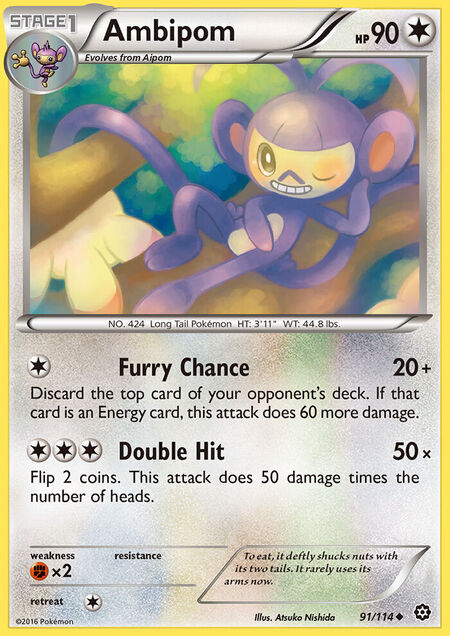 STAGE1
Ambipom
HP 90
Evolves from Aipom
NO. 424 Long Tail Pokémon HT: 3'11" WT: 44.8 lbs.
Furry Chance 20+
Discard the top card of your opponent's deck. If that
card is an Energy card, this attack does 60 more damage.
Double Hit 50×
Flip 2 coins. This attack does 50 damage times the
number of heads.
weakness resistance
×2
retreat
To eat, it deftly shucks nuts with
its two tails. It rarely uses its
arms now.
©2016 Pokémon
Illus. Atsuko Nishida
91/114